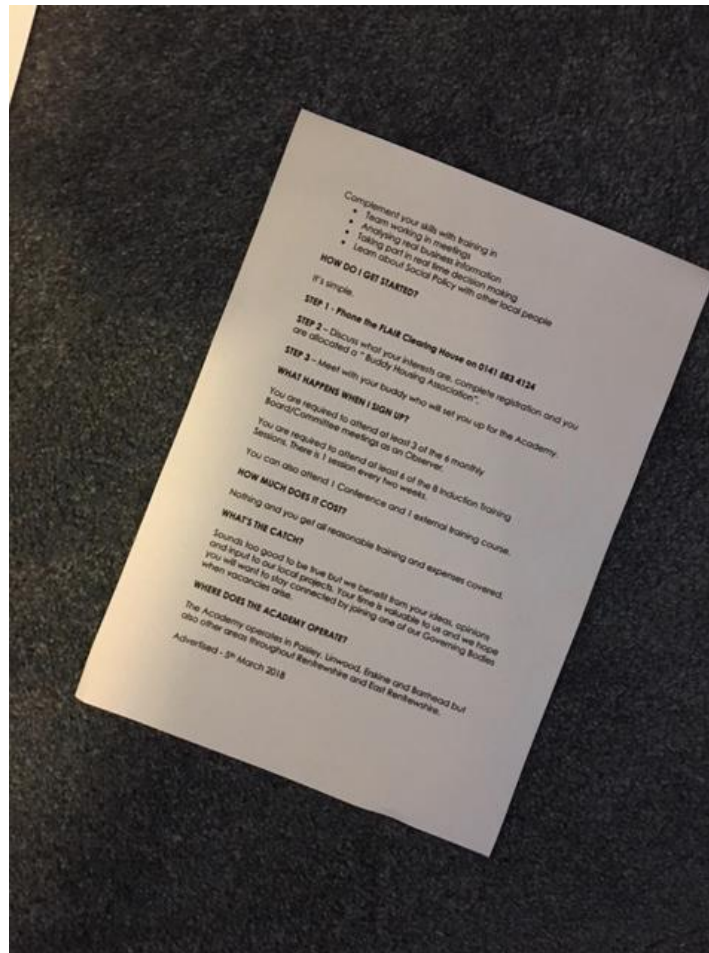 Complement your skills with training in
• Team working in meetings
• Analysing real business information
• Taking part in real time decision making
• Learn about Social Policy with other local people
HOW DO I GET STARTED?
It's simple.
STEP 1 - Phone the FLAIR Clearing House on 0141 583 4124
STEP 2 – Discuss what your interests are, complete registration and you
are allocated a " Buddy Housing Association".
STEP 3 – Meet with your buddy who will set you up for the Academy.
WHAT HAPPENS WHEN I SIGN UP?
You are required to attend at least 3 of the 6 monthly
Board/Committee meetings as an Observer.
You are required to attend at least 6 of the 8 Induction Training
Sessions. There is 1 session every two weeks.
You can also attend 1 Conference and 1 external training course.
HOW MUCH DOES IT COST?
Nothing and you get all reasonable training and expenses covered.
WHAT'S THE CATCH?
Sounds too good to be true but we benefit from your ideas, opinions
and input to our local projects. Your time is valuable to us and we hope
you will want to stay connected by joining one of our Governing Bodies
when vacancies arise.
WHERE DOES THE ACADEMY OPERATE?
The Academy operates in Paisley, Linwood, Erskine and Barrhead but
also other areas throughout Renfrewshire and East Renfrewshire.
Advertised - 5th March 2018